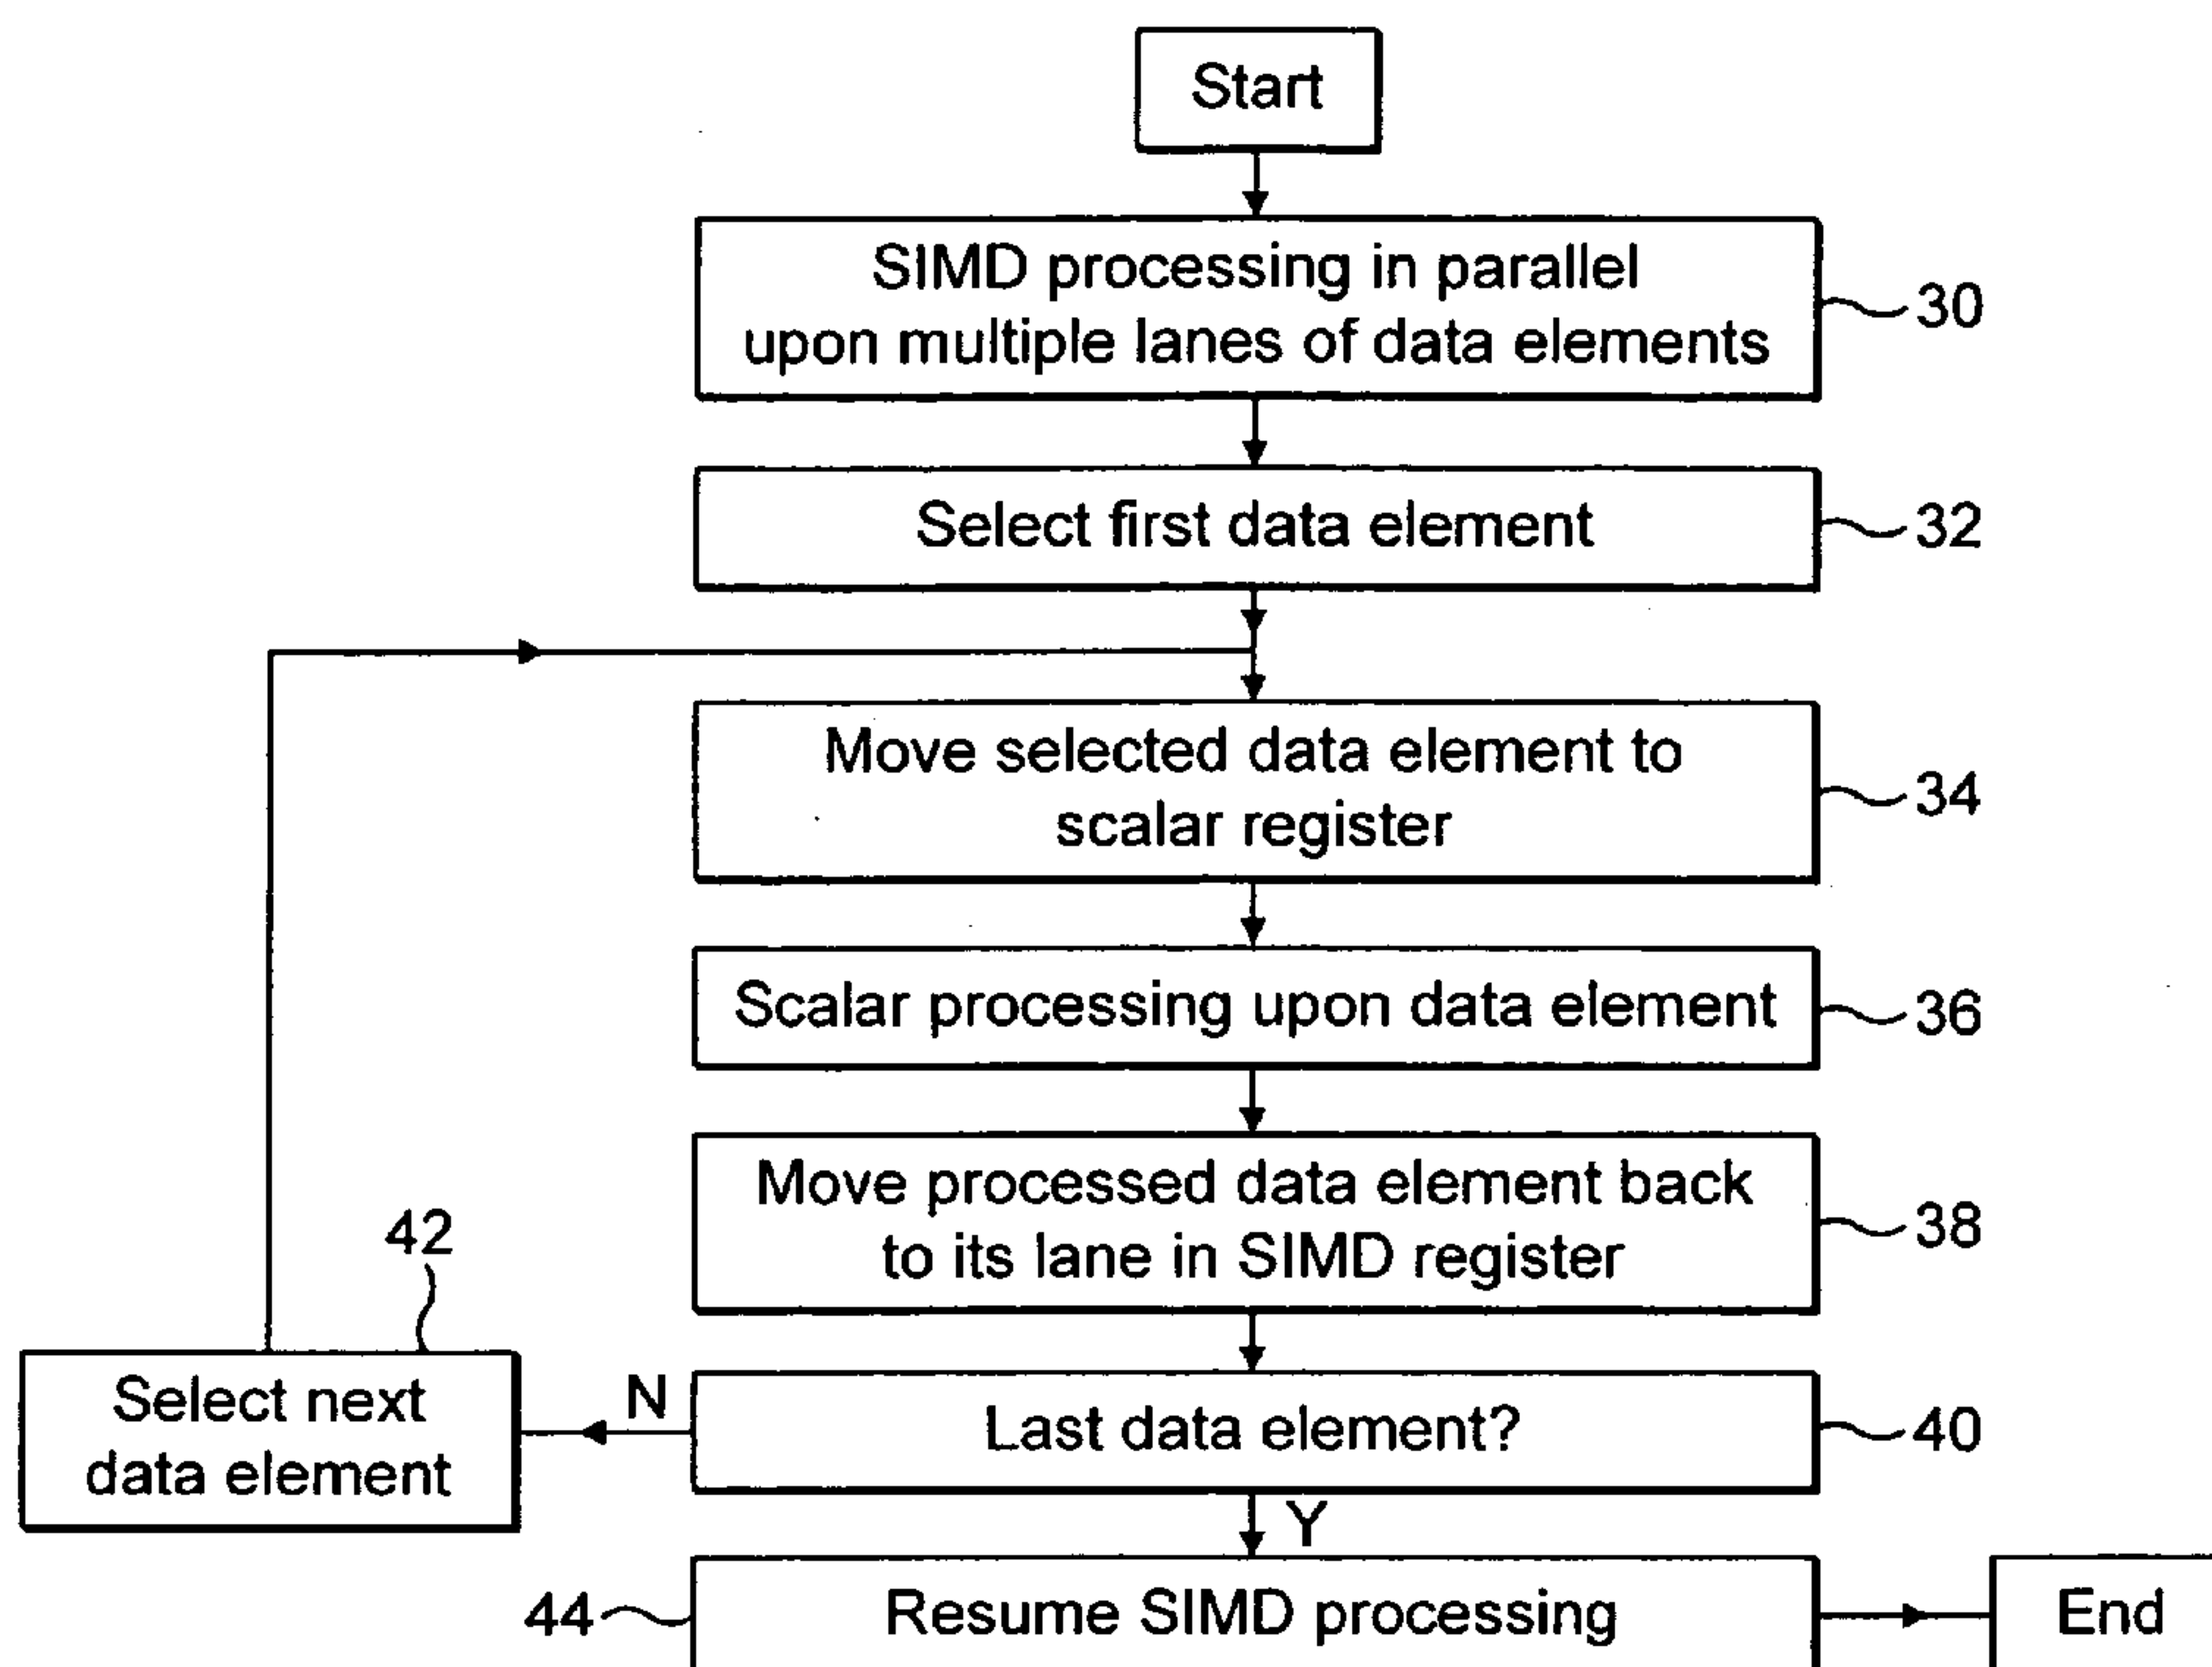 Start
SIMD processing in parallel
upon multiple lanes of data elements
30
Select first data element
32
Move selected data element to
scalar register
34
Scalar processing upon data element
36
Move processed data element back
to its lane in SIMD register
38
42
Select next
data element
N
Last data element?
40
Y
44
Resume SIMD processing
End